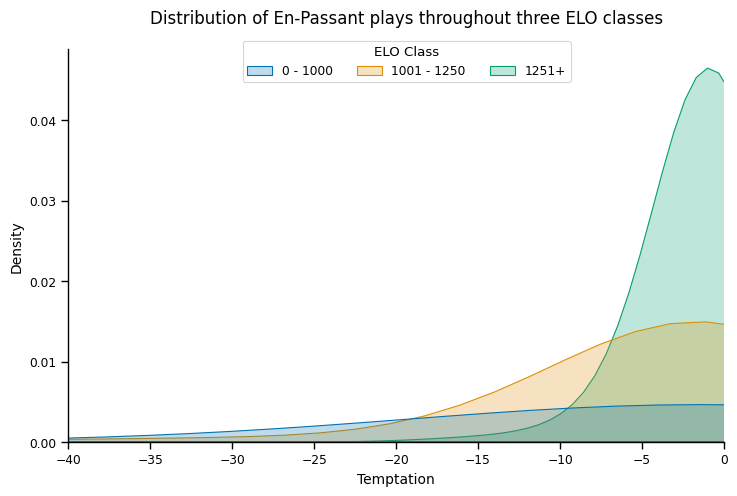 Distribution of En-Passant plays throughout three ELO classes
ELO Class
0 - 1000 1001 - 1250 1251+
0.04
0.03
0.02
0.01
0.00
Density
−40 −35 −30 −25 −20 −15 −10 −5 0
Temptation